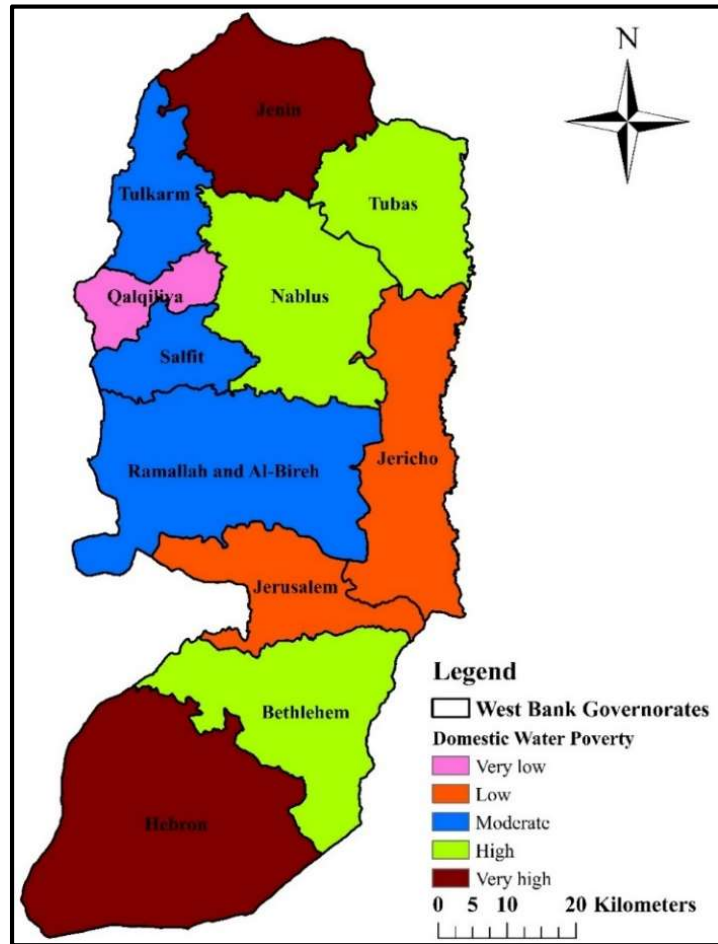 N
Jenin
Tulkarm
Tubas
Qalqiliya
Nablus
Salfit
Ramallah and Al-Bireh
Jericho
Jerusalem
Bethlehem
Hebron
Legend
West Bank Governorates
Domestic Water Poverty
Very low
Low
Moderate
High
Very high
0 5 10 20 Kilometers